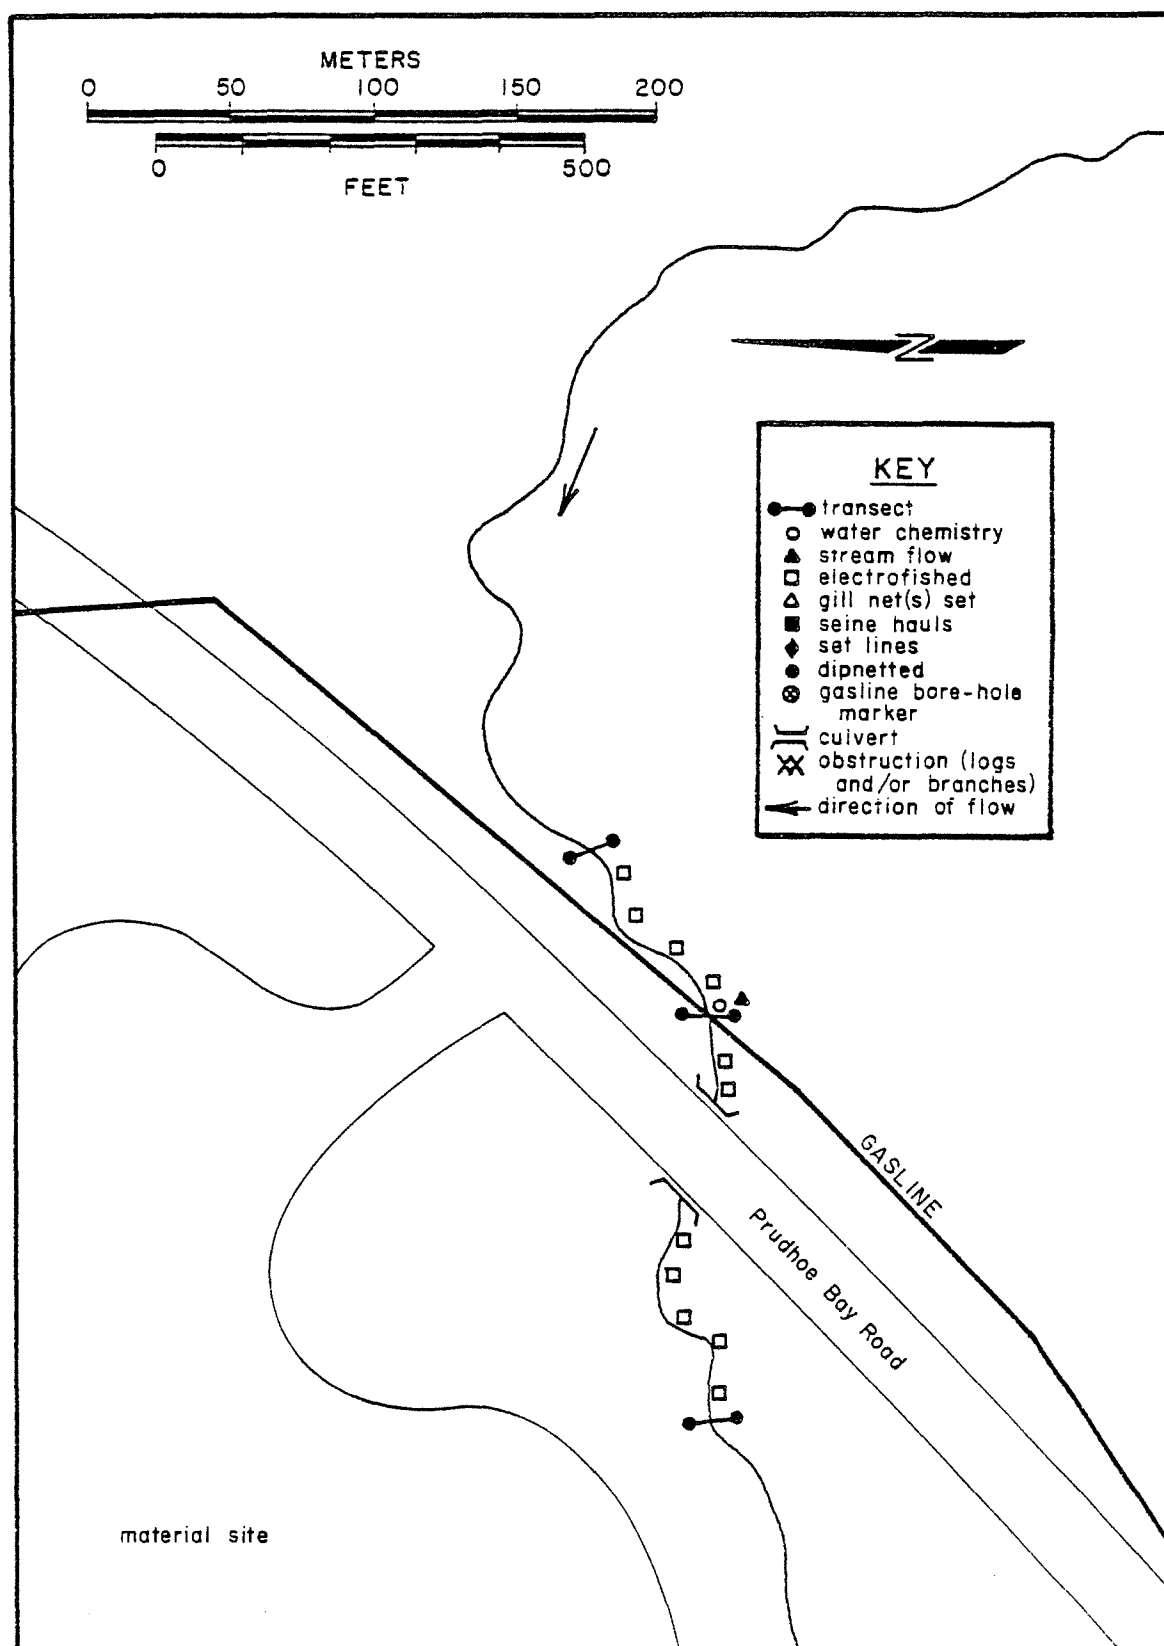 METERS
0 50 100 150 200
0 500
FEET
N
KEY
transect
water chemistry
stream flow
electrofished
gill net(s) set
seine hauls
set lines
dipnetted
gasline bore-hole
marker
culvert
obstruction (logs
and/or branches)
direction of flow
GASLINE
Prudhoe Bay Road
material site